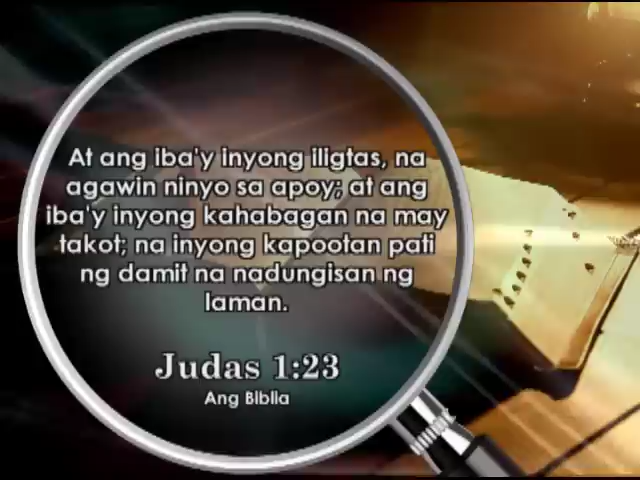 At ang iba'y inyong iligtas, na
agawin ninyo sa apoy; at ang
iba'y inyong kahabagan na may
takot; na inyong kapootan pati
ng damit na nadungisan ng
laman.
Judas 1:23
Ang Biblia